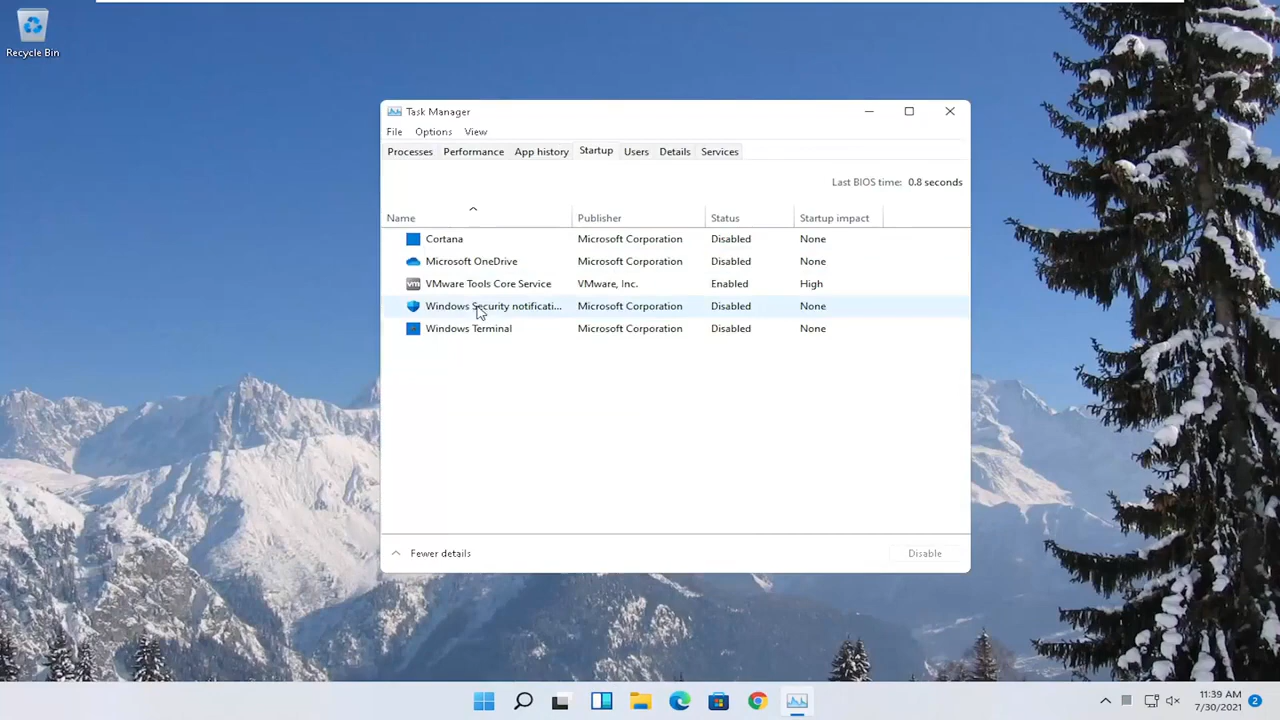 Recycle Bin
Task Manager
File Options View
Processes Performance App history Startup Users Details Services
Last BIOS time: 0.8 seconds
Name Publisher Status Startup impact
Cortana Microsoft Corporation Disabled None
Microsoft OneDrive Microsoft Corporation Disabled None
VMware Tools Core Service VMware, Inc. Enabled High
Windows Security notificati... Microsoft Corporation Disabled None
Windows Terminal Microsoft Corporation Disabled None
Fewer details Disable
11:39 AM
7/30/2021
2